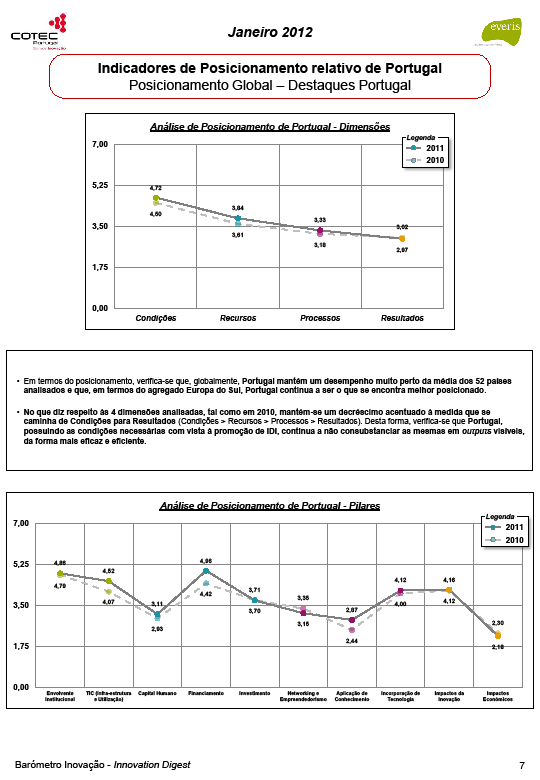 COTEC
Portugal
Janeiro 2012
everis
Indicadores de Posicionamento relativo de Portugal
Posicionamento Global – Destaques Portugal
Análise de Posicionamento de Portugal - Dimensões
Legenda
2011
2010
7,00
5,25
3,50
1,75
0,00
4,72
4,50
3,84
3,61
3,33
3,18
3,02
2,97
Condições Recursos Processos Resultados
• Em termos do posicionamento, verifica-se que, globalmente, Portugal mantém um desempenho muito perto da média dos 52 países
analisados e que, em termos do agregado Europa do Sul, Portugal continua a ser o que se encontra melhor posicionado.
• No que diz respeito às 4 dimensões analisadas, tal como em 2010, mantém-se um decréscimo acentuado à medida que se
caminha de Condições para Resultados (Condições > Recursos > Processos > Resultados). Desta forma, verifica-se que Portugal,
possuindo as condições necessárias com vista à promoção de IDI, continua a não consubstanciar as mesmas em outputs visíveis,
da forma mais eficaz e eficiente.
Análise de Posicionamento de Portugal - Pilares
Legenda
2011
2010
7,00
5,25
3,50
1,75
0,00
4,86
4,79
4,52
4,07
3,11
2,93
4,98
4,42
3,71
3,70
3,35
3,15
2,87
2,44
4,12
4,00
4,16
4,12
2,30
2,18
Envolvente
Institucional
TIC (Infra-estrutura
e Utilização)
Capital Humano
Financiamento
Investimento
Networking e
Empreendedorismo
Aplicação de
Conhecimento
Incorporação de
Tecnologia
Impactos da
Inovação
Impactos
Económicos
Barómetro Inovação - Innovation Digest
7